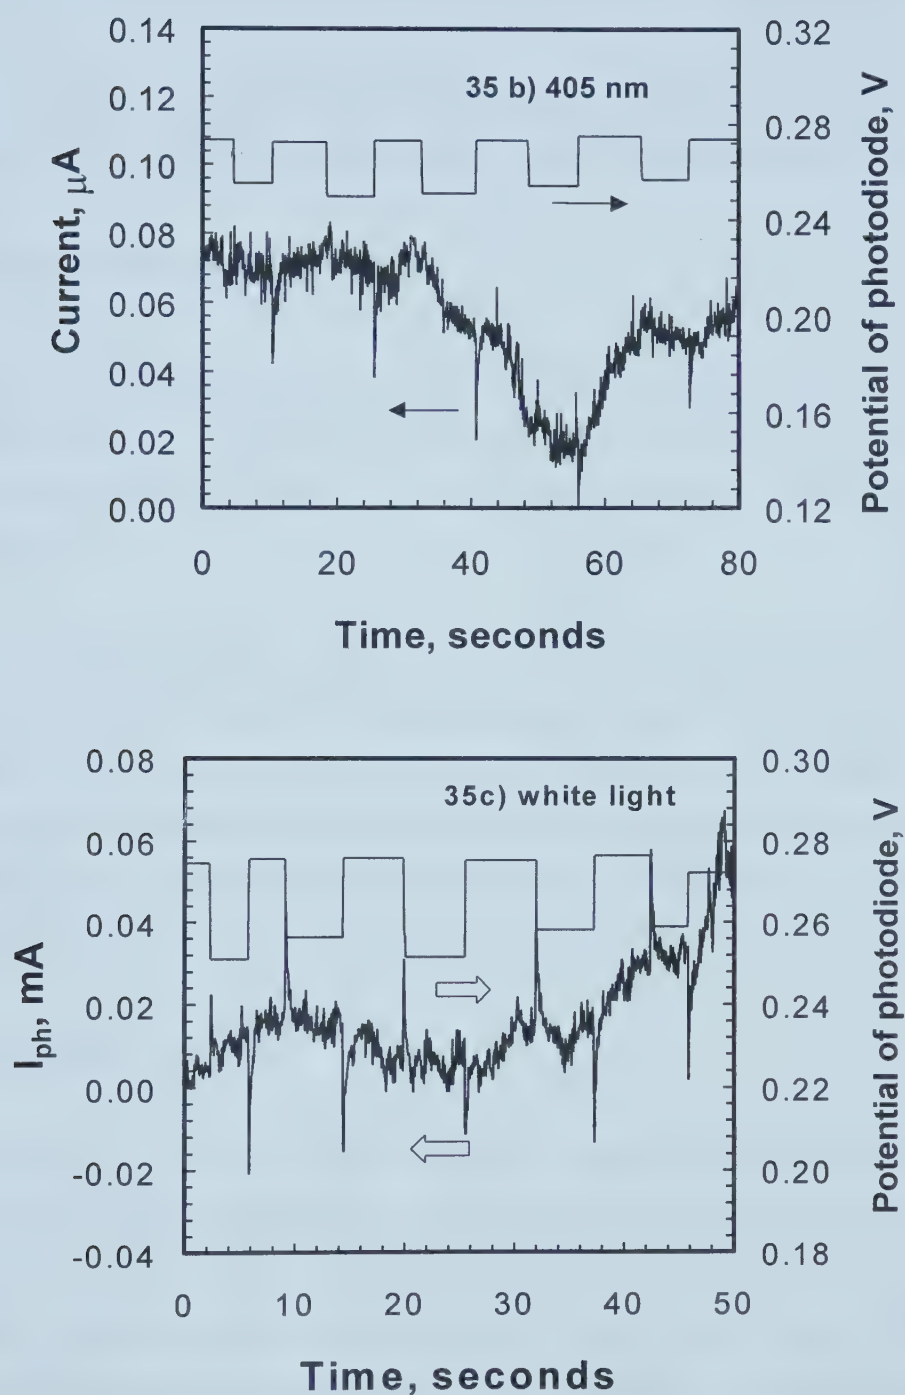 0.14
0.12
0.10
0.08
0.06
0.04
0.02
0.00
Current, μA
35 b) 405 nm
0.32
0.28
0.24
0.20
0.16
0.12
Potential of photodiode, V
0 20 40 60 80
Time, seconds
0.08
0.06
0.04
0.02
0.00
-0.02
-0.04
Iph, mA
35c) white light
0.30
0.28
0.26
0.24
0.22
0.20
0.18
Potential of photodiode, V
0 10 20 30 40 50
Time, seconds